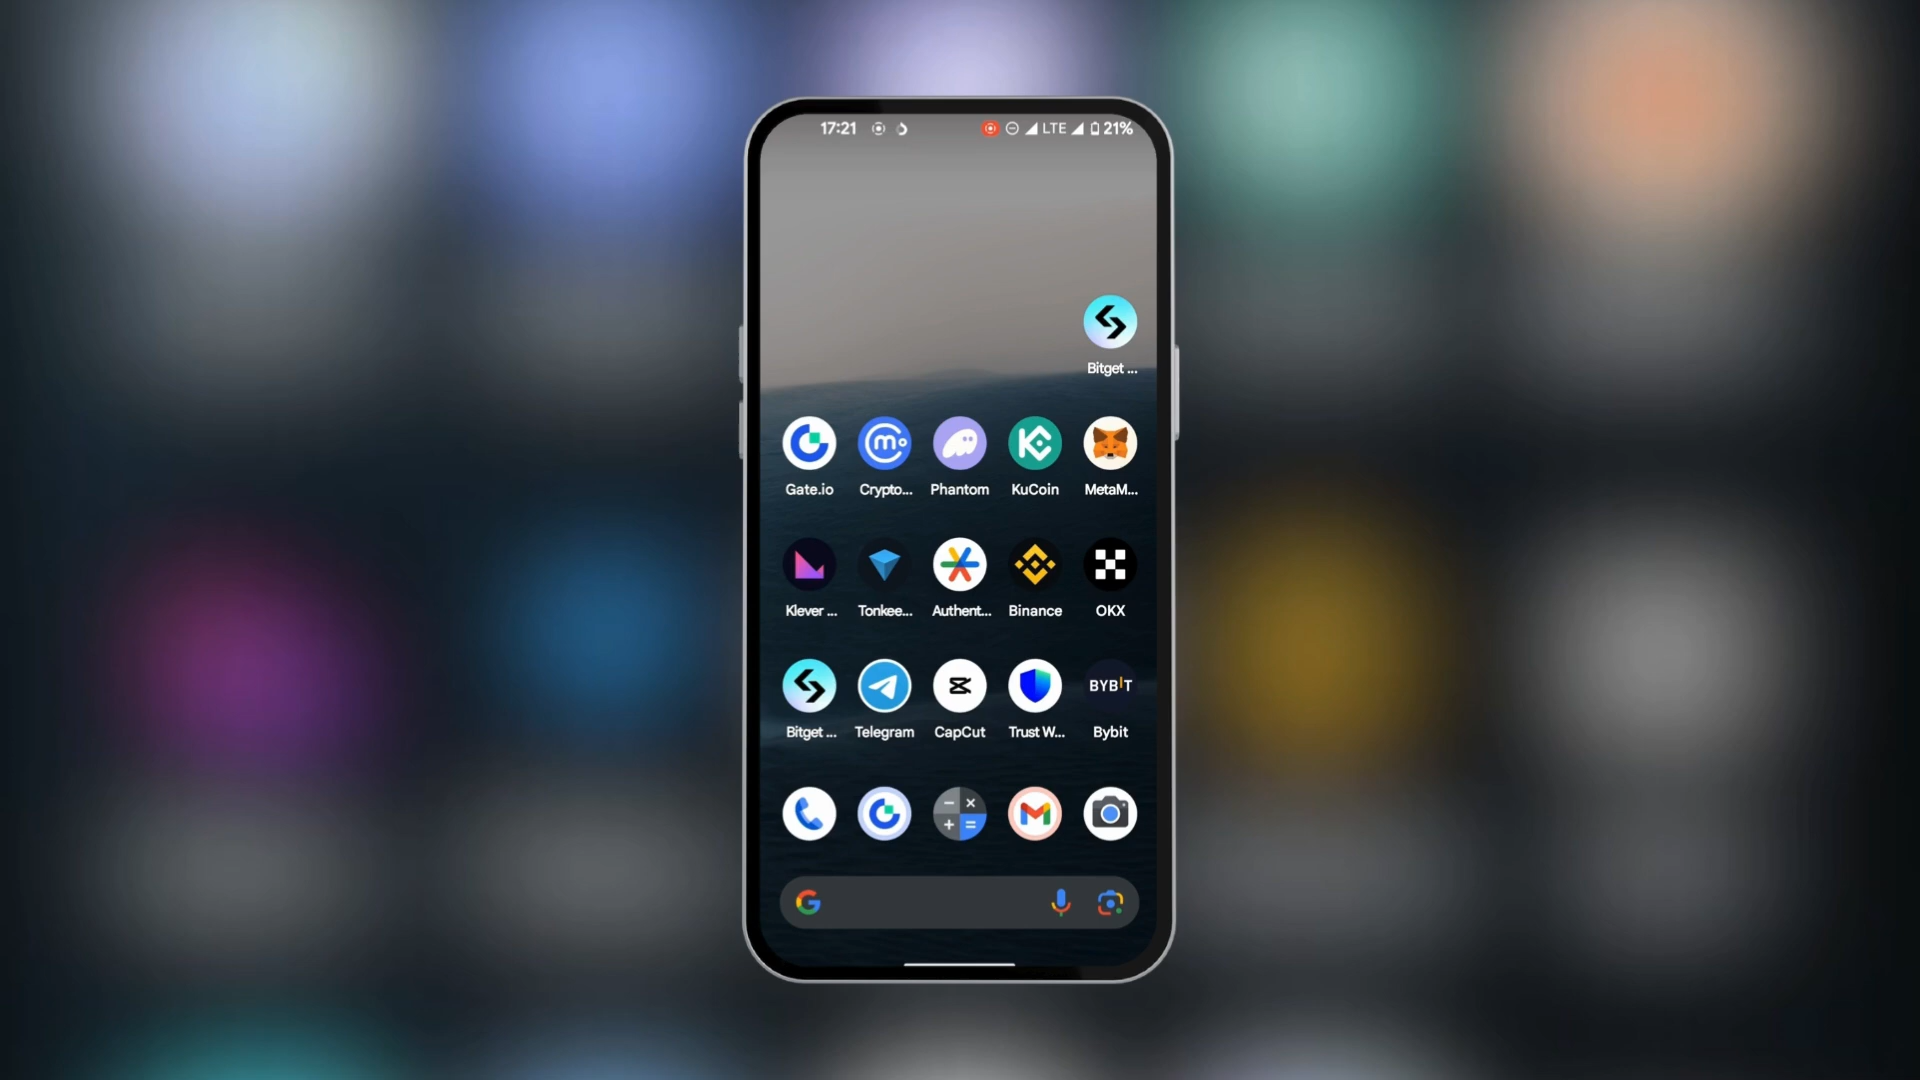 17:21 LTE 21%
Bitget ...
Gate.io Crypto... Phantom KuCoin MetaM...
Klever ... Tonkee... Authent... Binance OKX
BYBIT
Bitget ... Telegram CapCut Trust W... Bybit